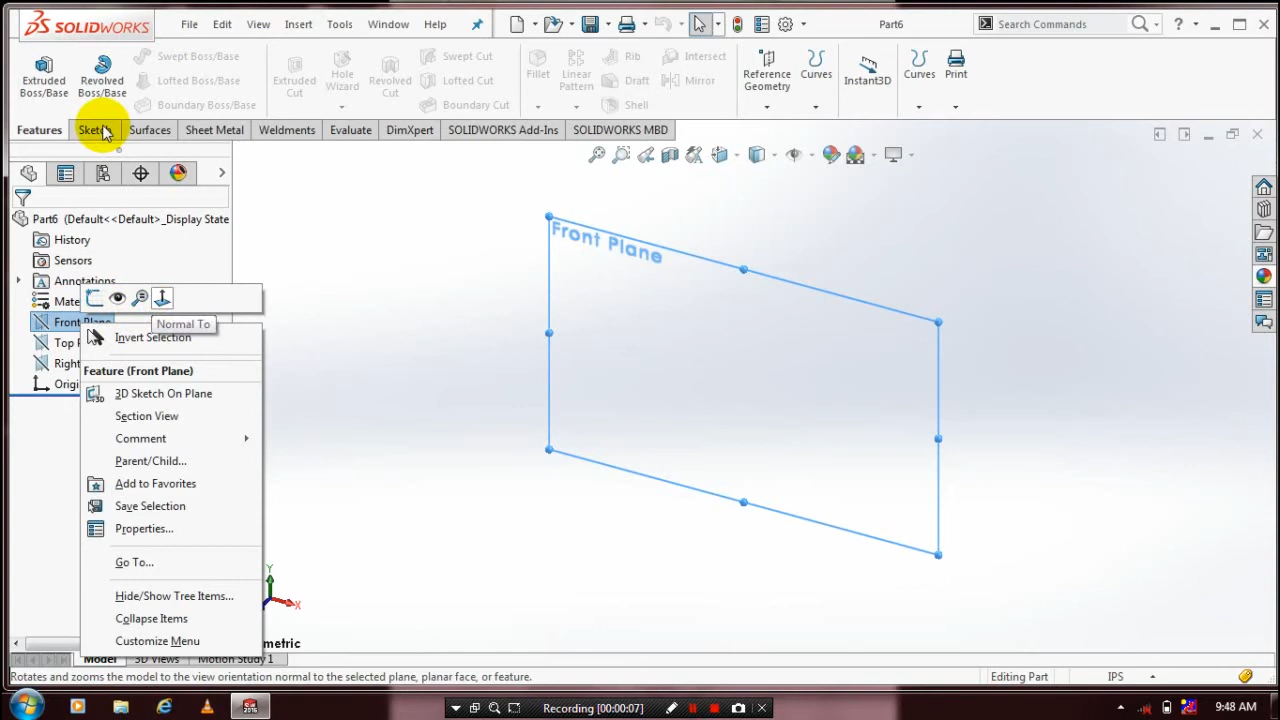 SOLIDWORKS File Edit View Insert Tools Window Help Part6 Search Commands ?
Extruded Boss/Base
Revolved Boss/Base
Swept Boss/Base
Lofted Boss/Base
Boundary Boss/Base
Extruded Cut
Hole Wizard
Revolved Cut
Swept Cut
Lofted Cut
Boundary Cut
Fillet
Linear Pattern
Rib
Draft
Shell
Intersect
Mirror
Reference Geometry
Curves
Instant3D
Curves
Print
Features Sketch Surfaces Sheet Metal Weldments Evaluate DimXpert SOLIDWORKS Add-Ins SOLIDWORKS MBD
Part6 (Default<<Default>_Display State
History
Sensors
Annotations
Mate
Front Plane
Top P
Right
Origi
Normal To
Invert Selection
Feature (Front Plane)
3D Sketch On Plane
Section View
Comment
Parent/Child...
Add to Favorites
Save Selection
Properties...
Go To...
Hide/Show Tree Items...
Collapse Items
Customize Menu
Front Plane
Y
X
metric
Model 3D Views Motion Study 1
Rotates and zooms the model to the view orientation normal to the selected plane, planar face, or feature. Editing Part IPS
2016
Recording [00:00:07]
9:48 AM